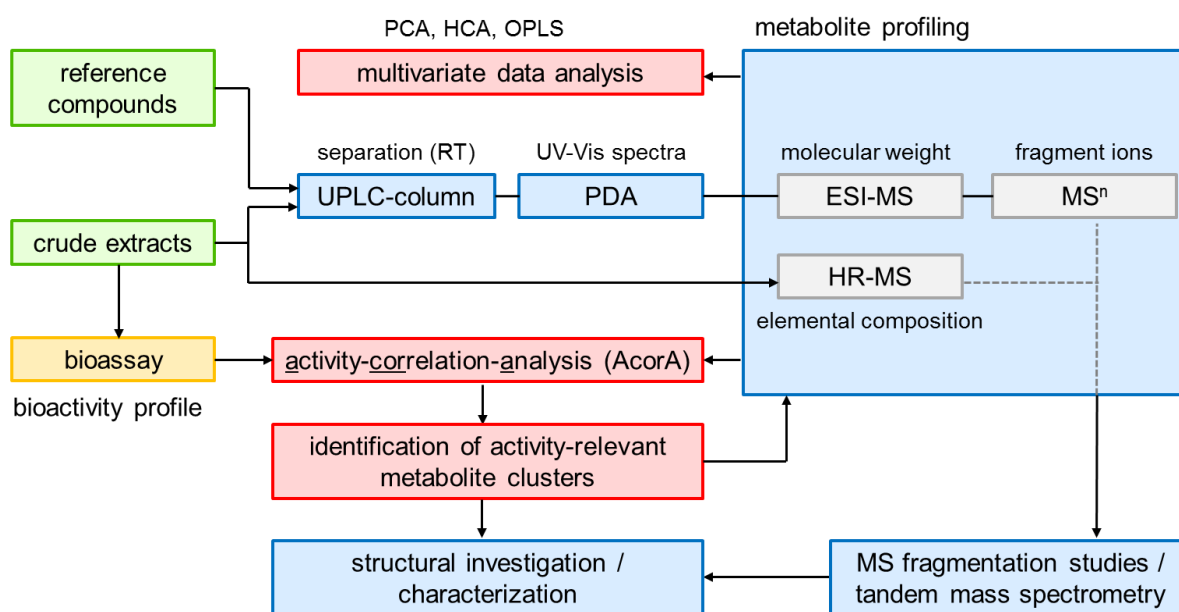 PCA, HCA, OPLS
metabolite profiling
reference
compounds
multivariate data analysis
separation (RT)
UV-Vis spectra
molecular weight
fragment ions
UPLC-column
PDA
ESI-MS
MSⁿ
crude extracts
HR-MS
elemental composition
bioassay
activity-correlation-analysis (AcorA)
bioactivity profile
identification of activity-relevant
metabolite clusters
structural investigation /
characterization
MS fragmentation studies /
tandem mass spectrometry